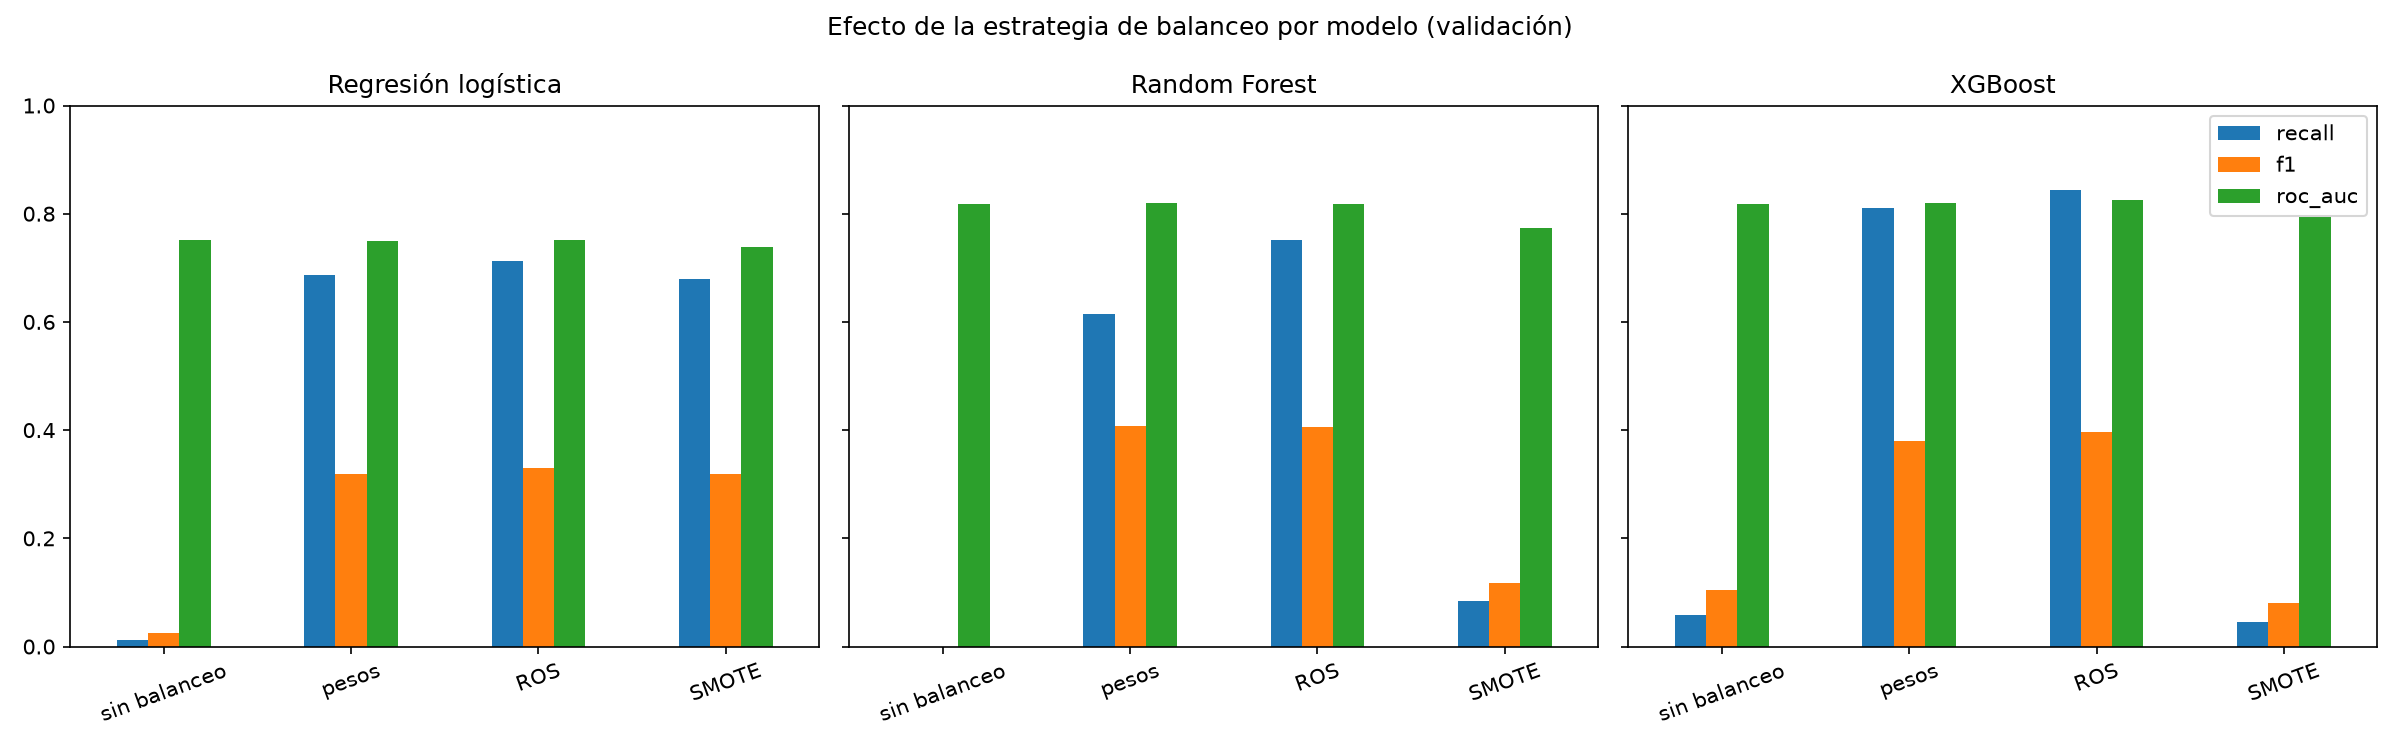 Efecto de la estrategia de balanceo por modelo (validación)
Regresión logística
1.0
0.8
0.6
0.4
0.2
0.0
sin balanceo
pesos
ROS
SMOTE
Random Forest
sin balanceo
pesos
ROS
SMOTE
XGBoost
recall
f1
roc_auc
sin balanceo
pesos
ROS
SMOTE